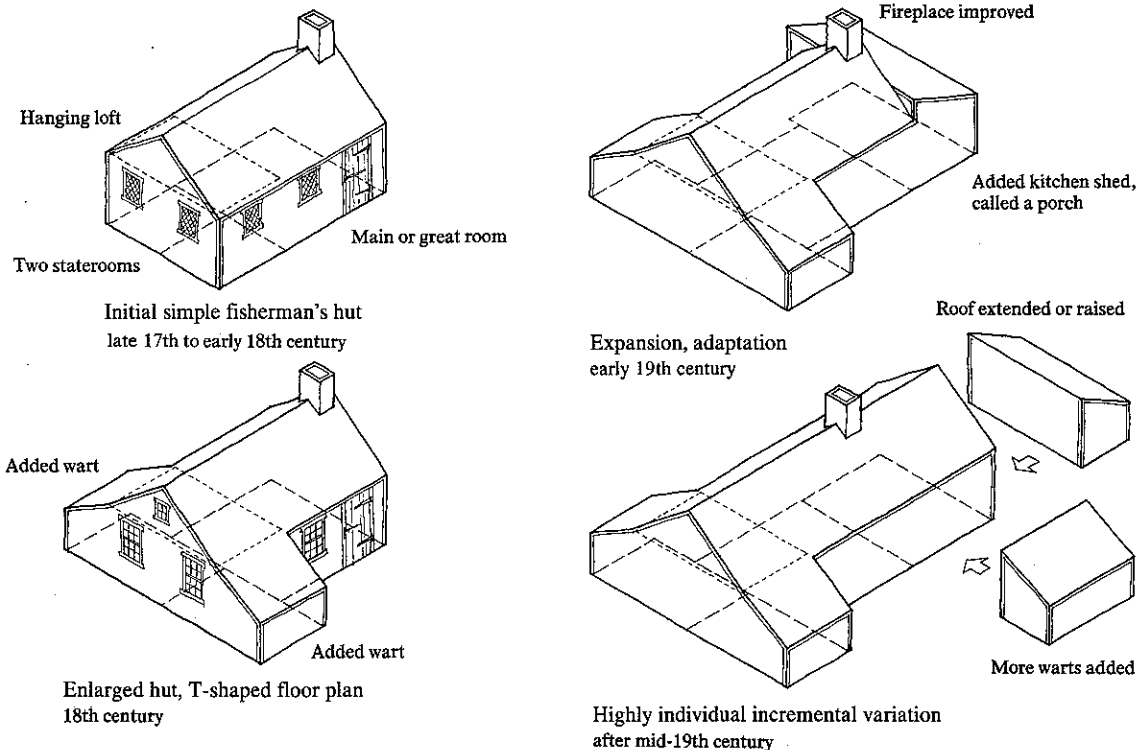 Hanging loft
Two staterooms
Main or great room
Initial simple fisherman's hut
late 17th to early 18th century
Added wart
Added wart
Enlarged hut, T-shaped floor plan
18th century
Fireplace improved
Added kitchen shed,
called a porch
Expansion, adaptation
early 19th century
Roof extended or raised
More warts added
Highly individual incremental variation
after mid-19th century